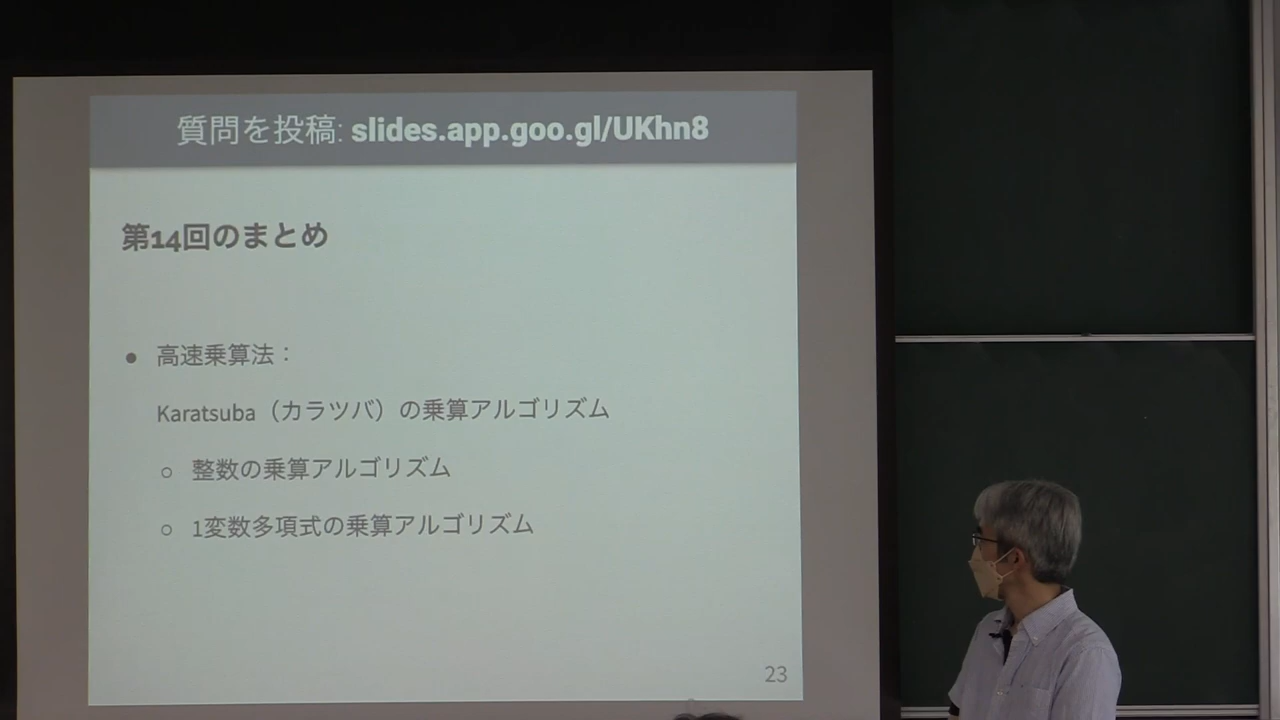 質問を投稿: slides.app.goo.gl/UKhn8
第14回のまとめ
● 高速乗算法：
Karatsuba（カラツバ）の乗算アルゴリズム
○ 整数の乗算アルゴリズム
○ 1変数多項式の乗算アルゴリズム
23